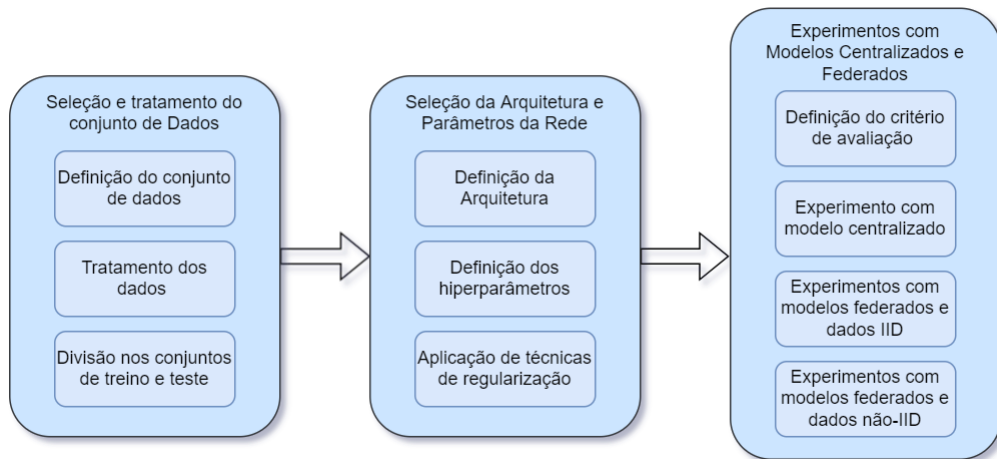 Seleção e tratamento do
conjunto de Dados
Definição do conjunto
de dados
Tratamento dos
dados
Divisão nos conjuntos
de treino e teste
Seleção da Arquitetura e
Parâmetros da Rede
Definição da
Arquitetura
Definição dos
hiperparâmetros
Aplicação de técnicas
de regularização
Experimentos com
Modelos Centralizados e
Federados
Definição do critério
de avaliação
Experimento com
modelo centralizado
Experimentos com
modelos federados e
dados IID
Experimentos com
modelos federados e
dados não-IID